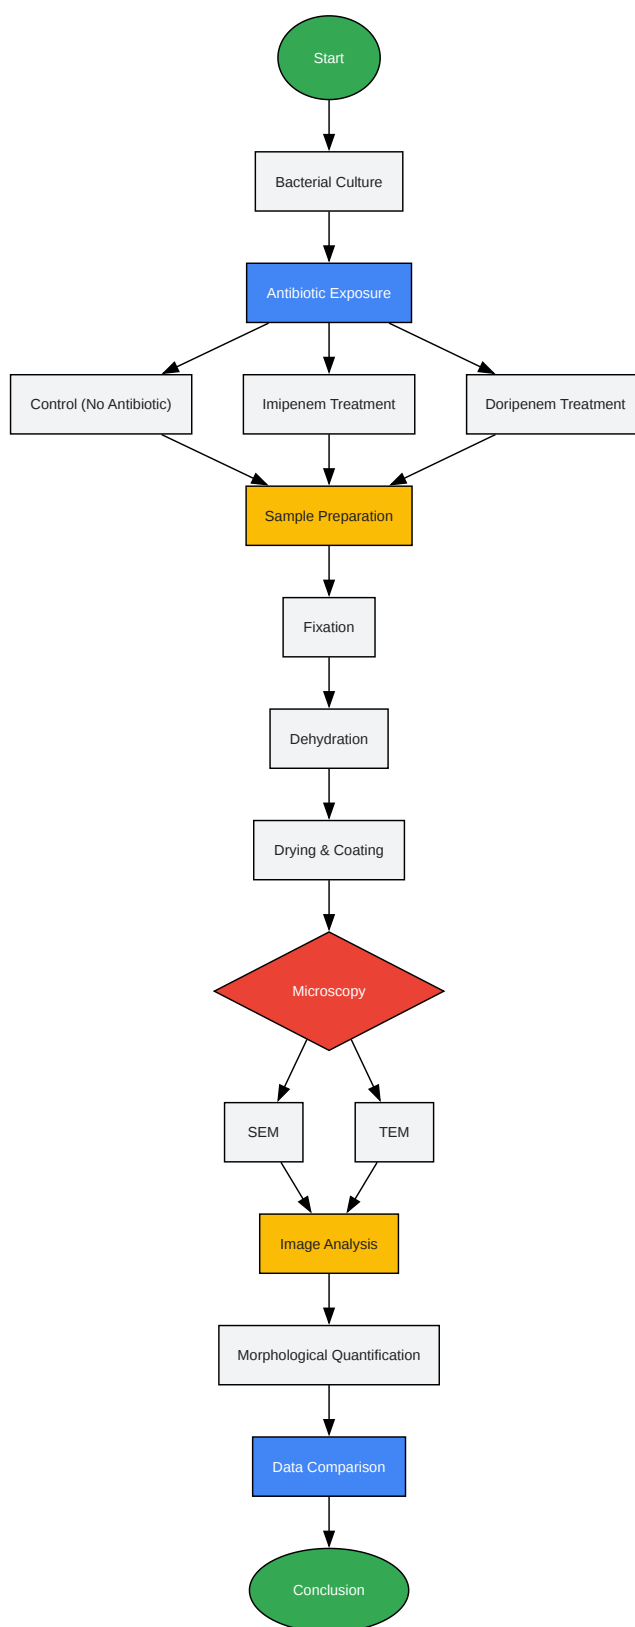 Start
Bacterial Culture
Antibiotic Exposure
Control (No Antibiotic)
Imipenem Treatment
Doripenem Treatment
Sample Preparation
Fixation
Dehydration
Drying & Coating
Microscopy
SEM
TEM
Image Analysis
Morphological Quantification
Data Comparison
Conclusion